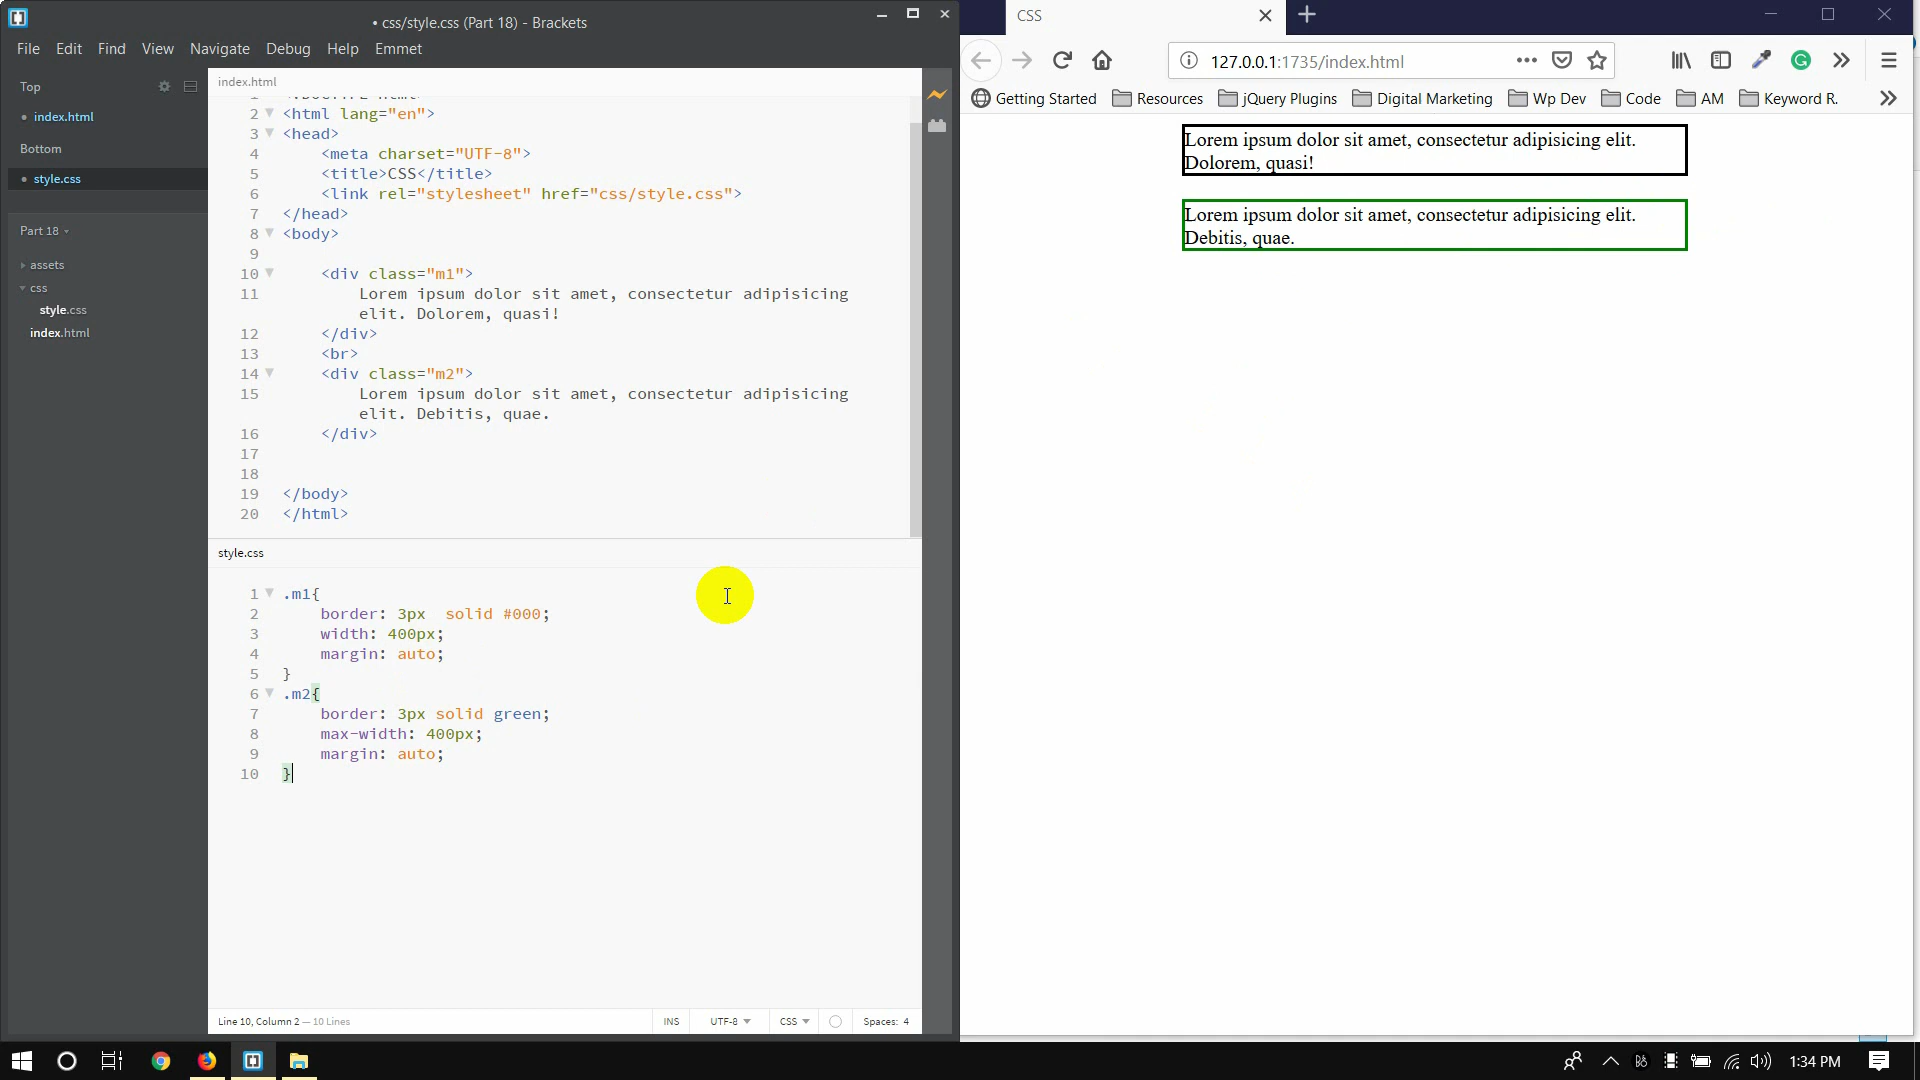 • css/style.css (Part 18) - Brackets
File Edit Find View Navigate Debug Help Emmet
Top
• index.html
Bottom
• style.css
Part 18
assets
css
style.css
index.html
index.html
2 <html lang="en">
3 <head>
4 <meta charset="UTF-8">
5 <title>CSS</title>
6 <link rel="stylesheet" href="css/style.css">
7 </head>
8 <body>
9
10 <div class="m1">
11 Lorem ipsum dolor sit amet, consectetur adipisicing
elit. Dolorem, quasi!
12 </div>
13 <br>
14 <div class="m2">
15 Lorem ipsum dolor sit amet, consectetur adipisicing
elit. Debitis, quae.
16 </div>
17
18
19 </body>
20 </html>
style.css
1 .m1{
2 border: 3px  solid #000;
3 width: 400px;
4 margin: auto;
5 }
6 .m2{
7 border: 3px solid green;
8 max-width: 400px;
9 margin: auto;
10 }
Line 10, Column 2 — 10 Lines
INS UTF-8 CSS Spaces: 4
CSS
127.0.0.1:1735/index.html
Getting Started Resources jQuery Plugins Digital Marketing Wp Dev Code AM Keyword R.
Lorem ipsum dolor sit amet, consectetur adipisicing elit.
Dolorem, quasi!
Lorem ipsum dolor sit amet, consectetur adipisicing elit.
Debitis, quae.
1:34 PM